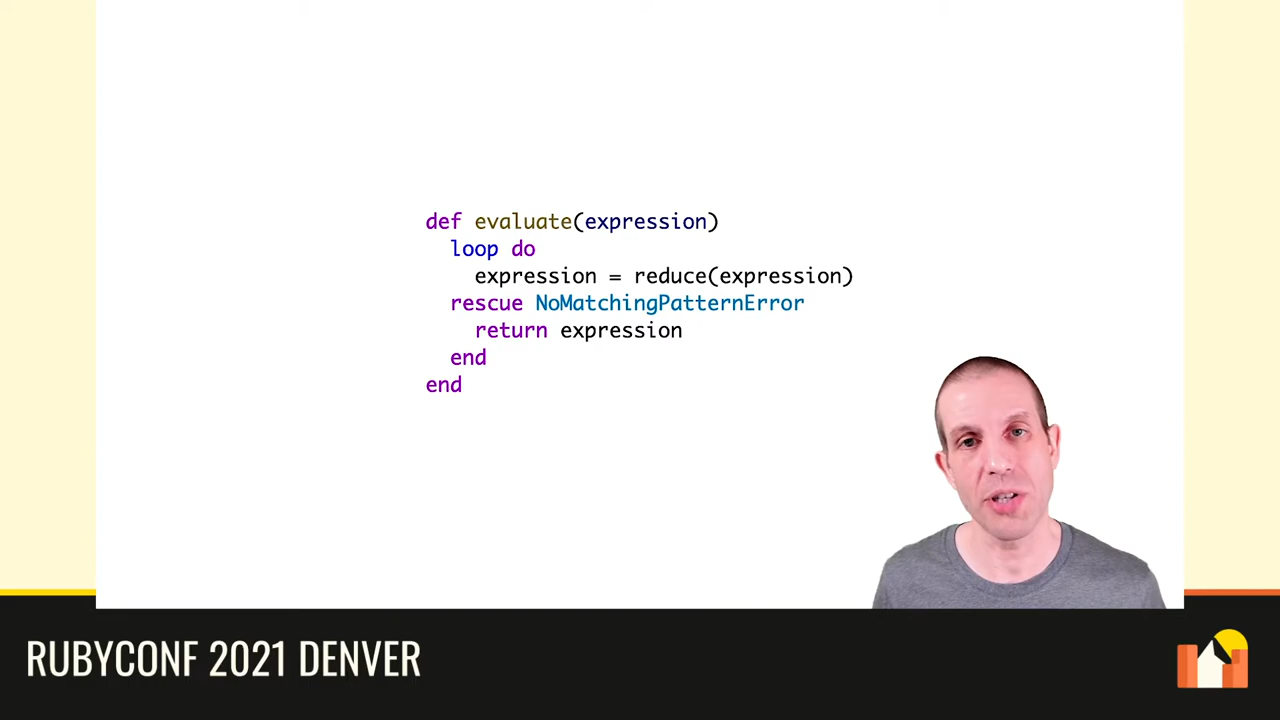 def evaluate(expression)
loop do
expression = reduce(expression)
rescue NoMatchingPatternError
return expression
end
end
RUBYCONF 2021 DENVER